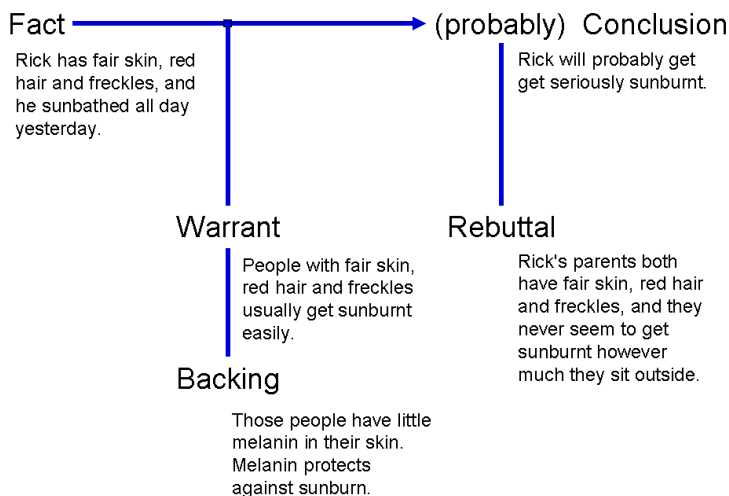 Fact
(probably) Conclusion
Rick has fair skin, red
hair and freckles, and
he sunbathed all day
yesterday.
Rick will probably get
get seriously sunburnt.
Warrant
Rebuttal
People with fair skin,
red hair and freckles
usually get sunburnt
easily.
Rick's parents both
have fair skin, red hair
and freckles, and they
never seem to get
sunburnt however
much they sit outside.
Backing
Those people have little
melanin in their skin.
Melanin protects
against sunburn.